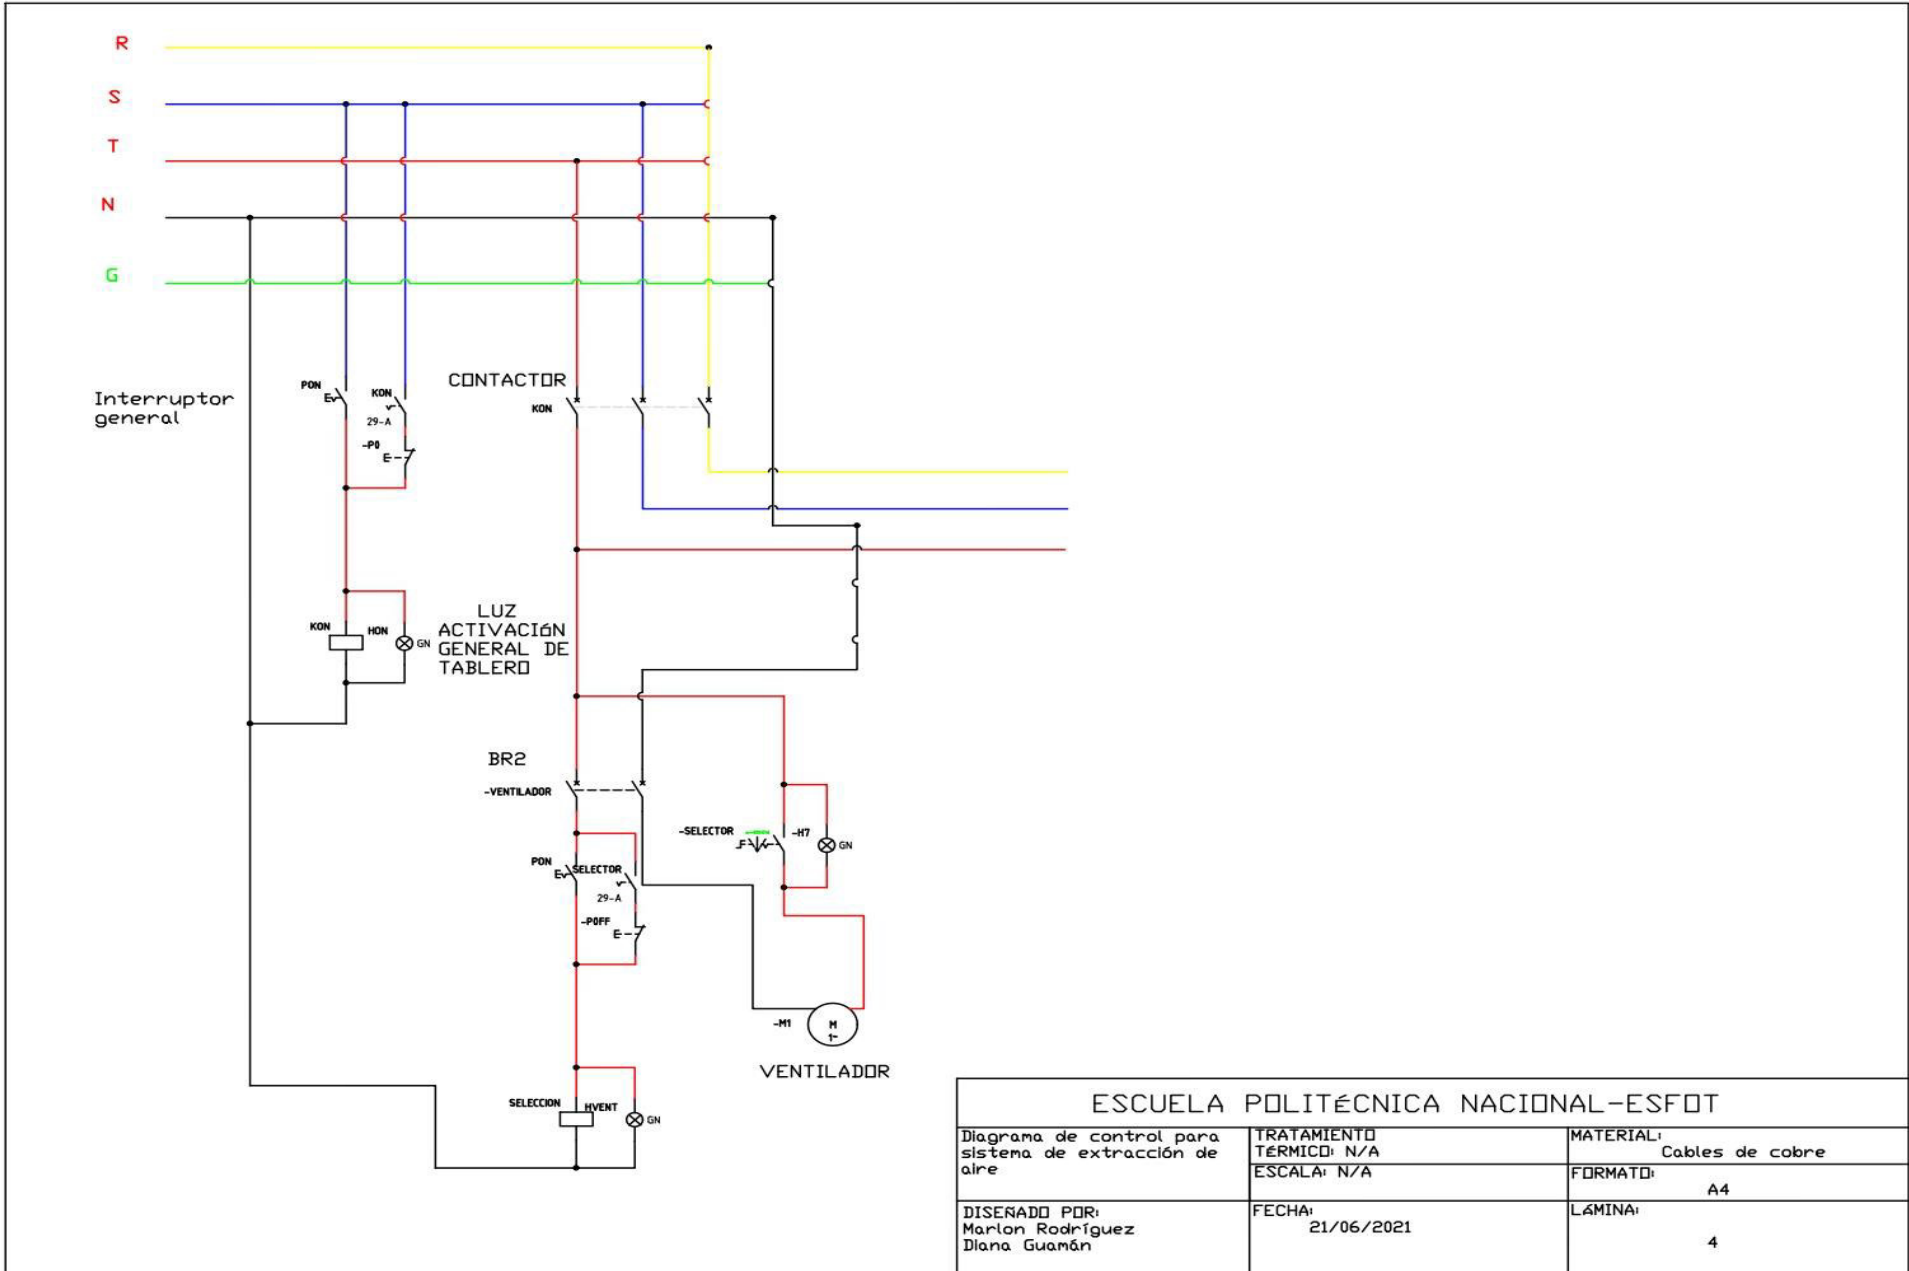 R
S
T
N
G
Interruptor
general
PON
KON
29-A
-P0
CONTACTOR
KON
KON
HON
GN
LUZ
ACTIVACIóN
GENERAL DE
TABLERO
BR2
-VENTILADOR
-SELECTOR
-H7
GN
PON
SELECTOR
29-A
-POFF
-M1
M
1~
VENTILADOR
SELECCION
HVENT
GN
ESCUELA POLITéCNICA NACIONAL-ESFOT
Diagrama de control para
sistema de extracción de
aire
TRATAMIENTO
TéRMICO: N/A
MATERIAL:
Cables de cobre
ESCALA: N/A
FORMATO:
A4
DISEñADO POR:
Marlon Rodríguez
Diana Guamán
FECHA:
21/06/2021
LáMINA:
4